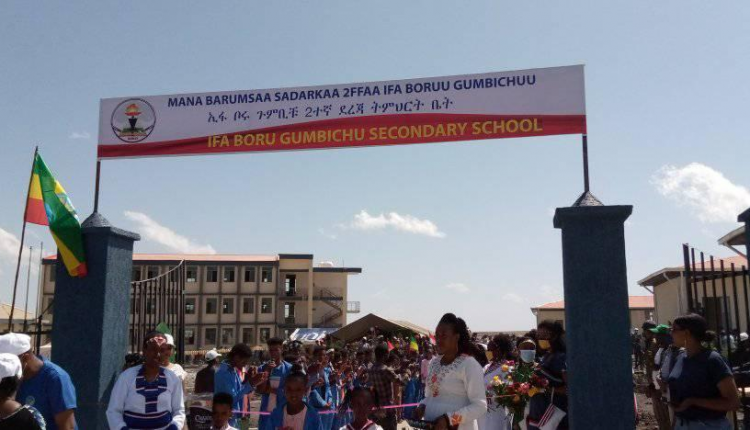 MANA BARUMSAA SADARKAA 2FFAA IFA BORUU GUMBICHUU
ኢፋ ቦሩ ጉምቢቹ 2ተኛ ደረጃ ትምህርት ቤት
IFA BORU GUMBICHU SECONDARY SCHOOL